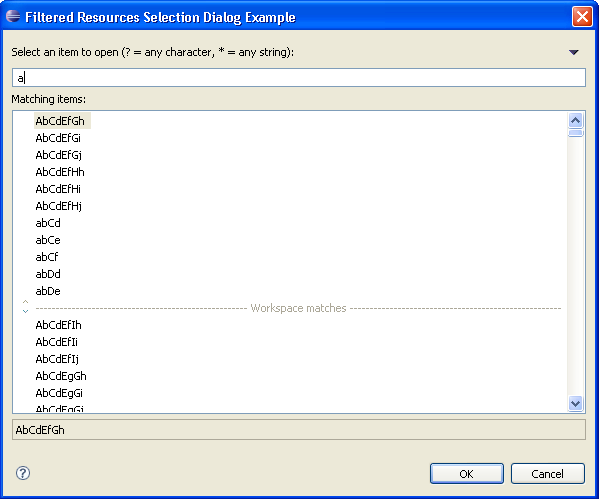 Filtered Resources Selection Dialog Example
Select an item to open (? = any character, * = any string):
a
Matching items:
AbCdEfGh
AbCdEfGi
AbCdEfGj
AbCdEfHh
AbCdEfHi
AbCdEfHj
abCd
abCe
abCf
abDd
abDe
Workspace matches
AbCdEfIh
AbCdEfIi
AbCdEfIj
AbCdEgGh
AbCdEgGi
AbCdEgGj
AbCdEfGh
?
OK Cancel